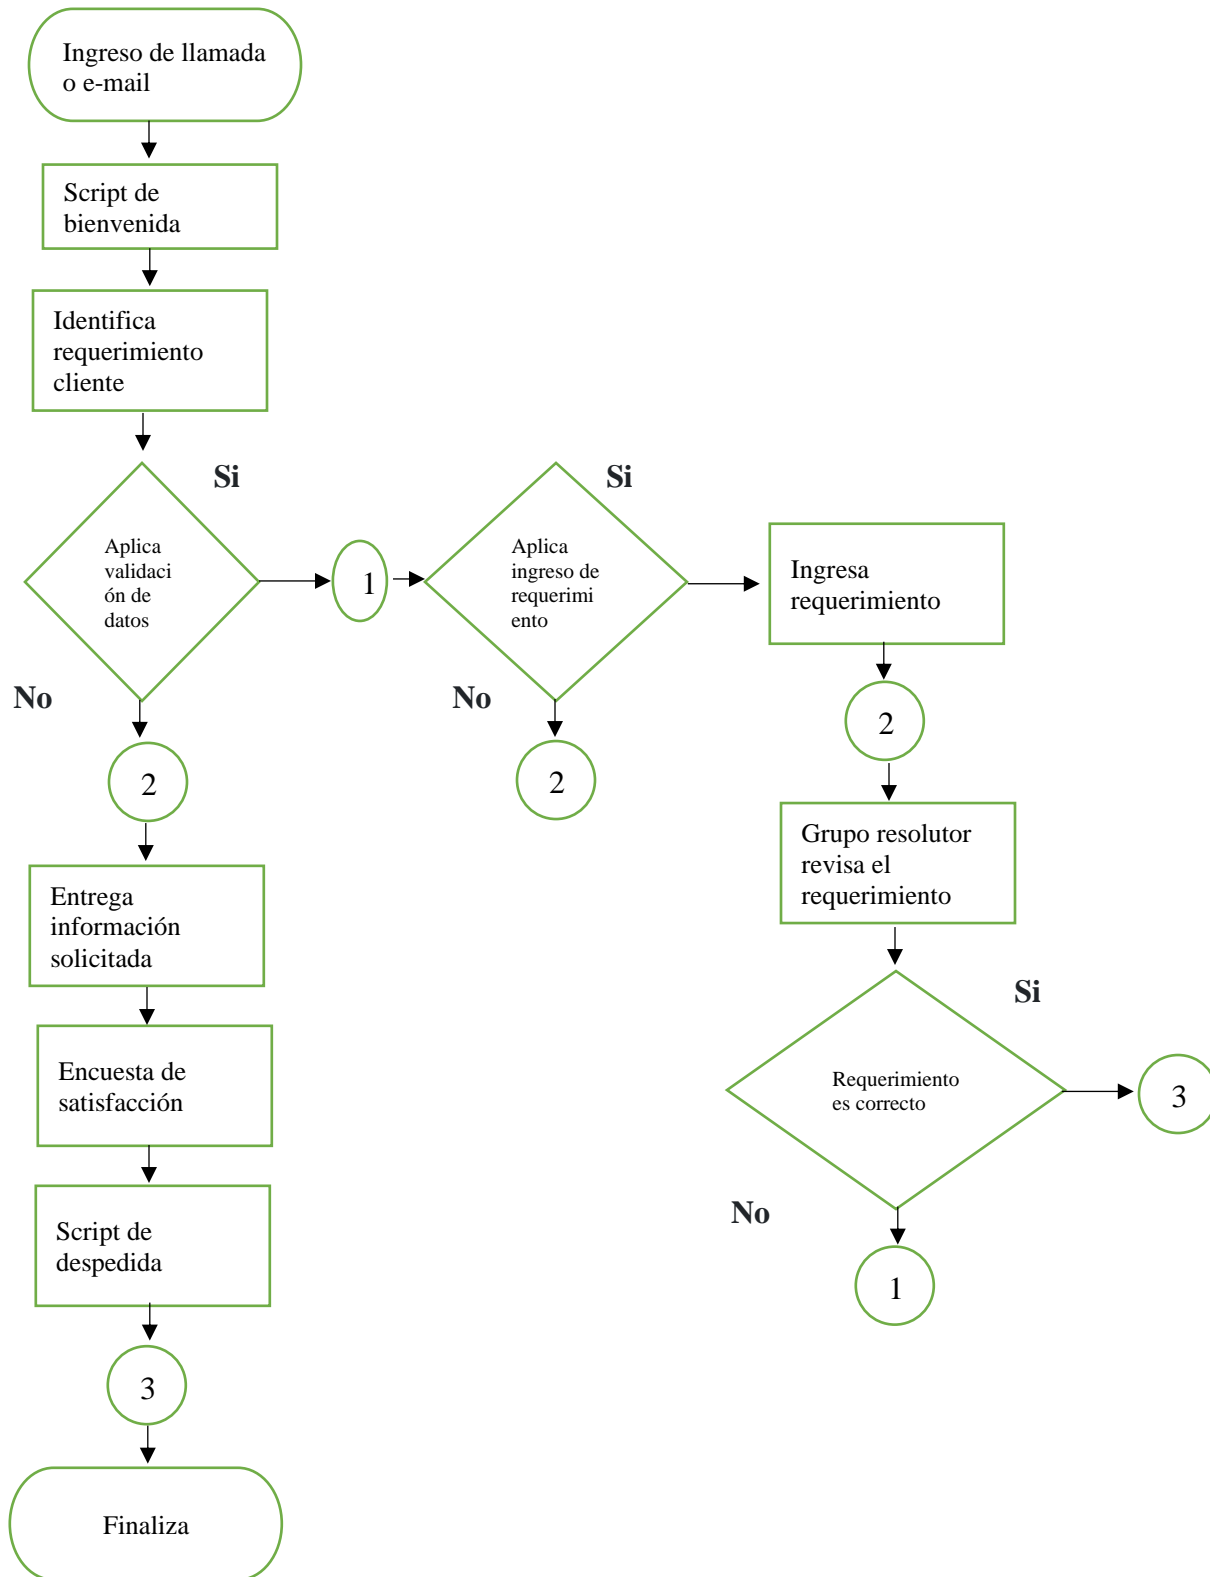 Ingreso de llamada
o e-mail
Script de
bienvenida
Identifica
requerimiento
cliente
Si
Aplica
validaci
ón de
datos
No
1
Si
Aplica
ingreso de
requerimi
ento
No
2
Ingresa
requerimiento
2
Grupo resolutor
revisa el
requerimiento
Si
Requerimiento
es correcto
3
No
1
2
Entrega
información
solicitada
Encuesta de
satisfacción
Script de
despedida
3
Finaliza